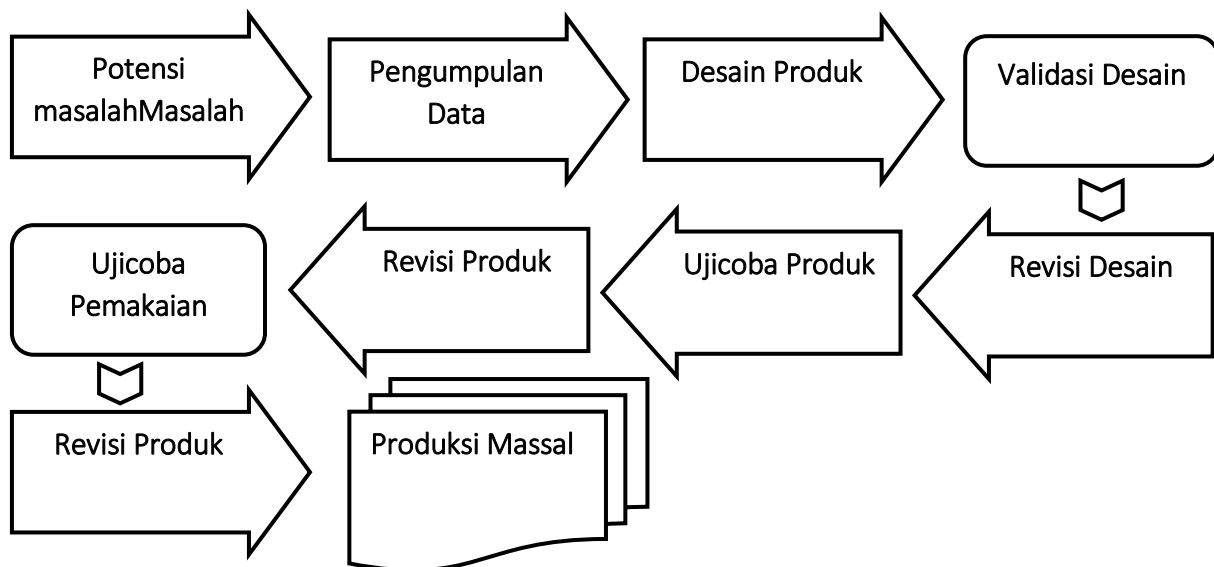 Potensi
masalahMasalah
Pengumpulan
Data
Desain Produk
Validasi Desain
Revisi Desain
Ujicoba Produk
Revisi Produk
Ujicoba
Pemakaian
Revisi Produk
Produksi Massal